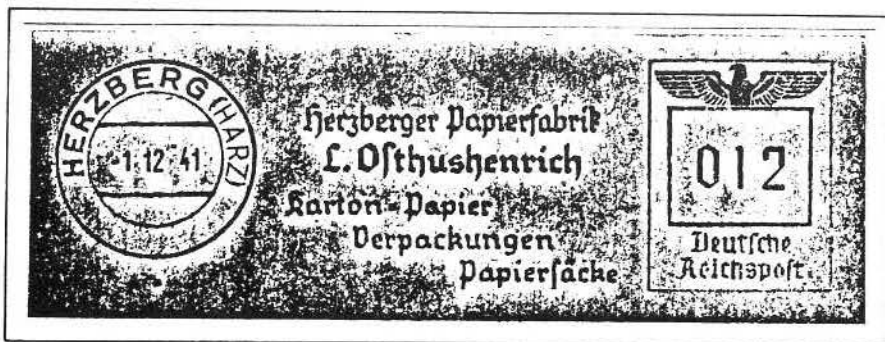 HERZBERG (HARZ)
-1.12.41
Herzberger Papierfabrik
L. Osthushenrich
Karton-Papier
Verpackungen
Papiersäcke
012
Deutsche
Reichspost